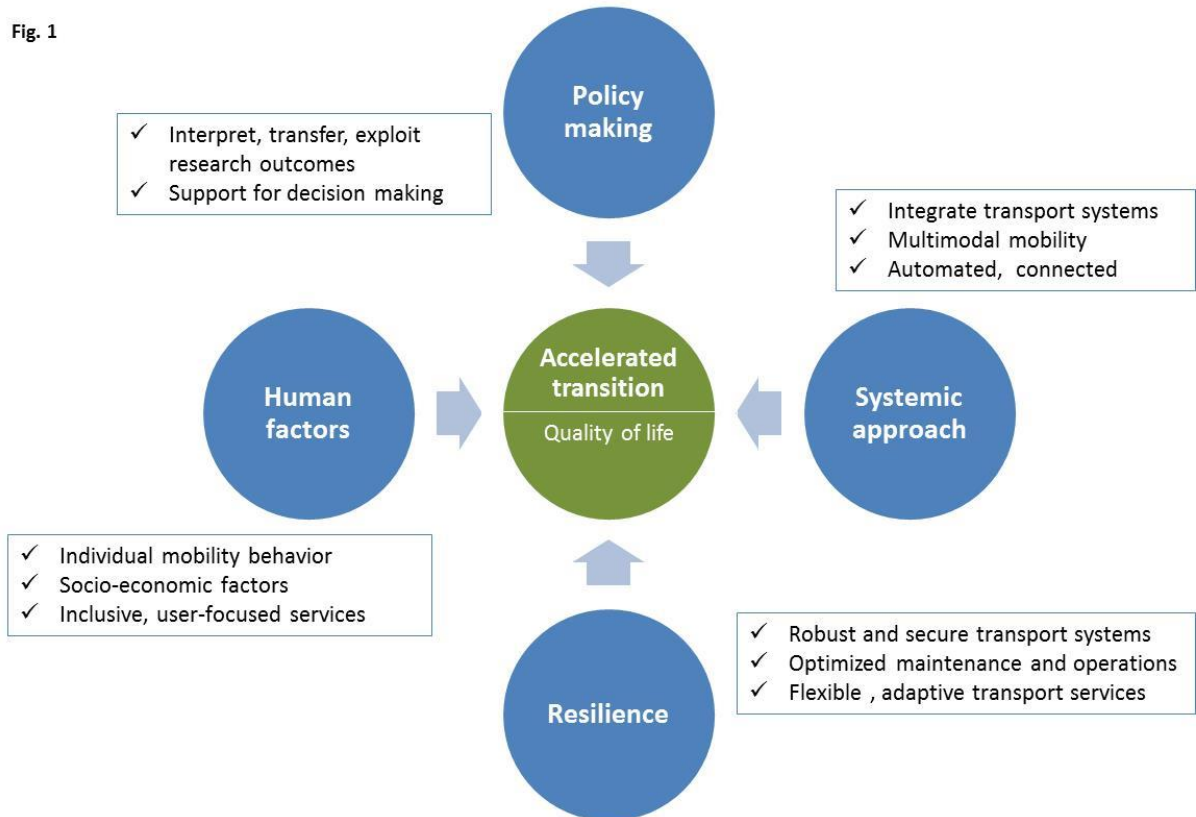 Fig. 1
Policy
making
✓ Interpret, transfer, exploit
research outcomes
✓ Support for decision making
✓ Integrate transport systems
✓ Multimodal mobility
✓ Automated, connected
Human
factors
Accelerated
transition
Quality of life
Systemic
approach
✓ Individual mobility behavior
✓ Socio-economic factors
✓ Inclusive, user-focused services
Resilience
✓ Robust and secure transport systems
✓ Optimized maintenance and operations
✓ Flexible , adaptive transport services